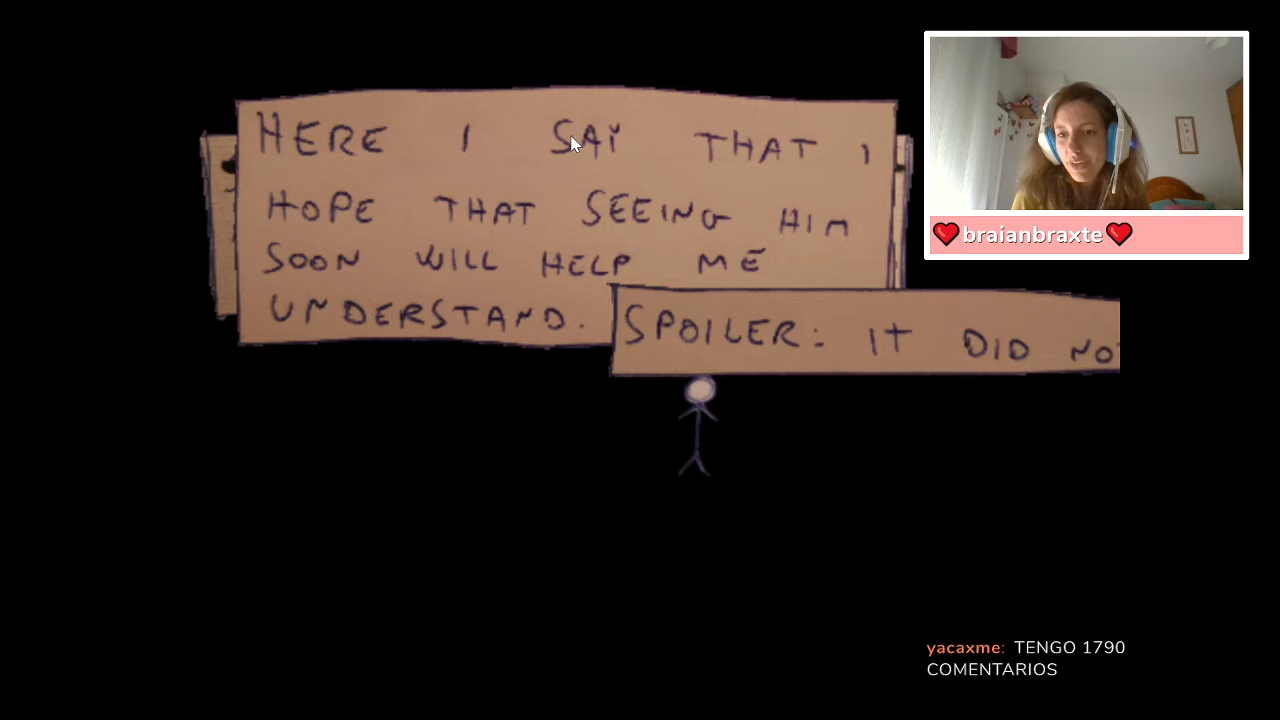 HERE I SAY THAT I
HOPE THAT SEEING HIM
SOON WILL HELP ME
UNDERSTAND.
SPOILER: IT DID NO
braianbraxte
yacaxme: TENGO 1790
COMENTARIOS